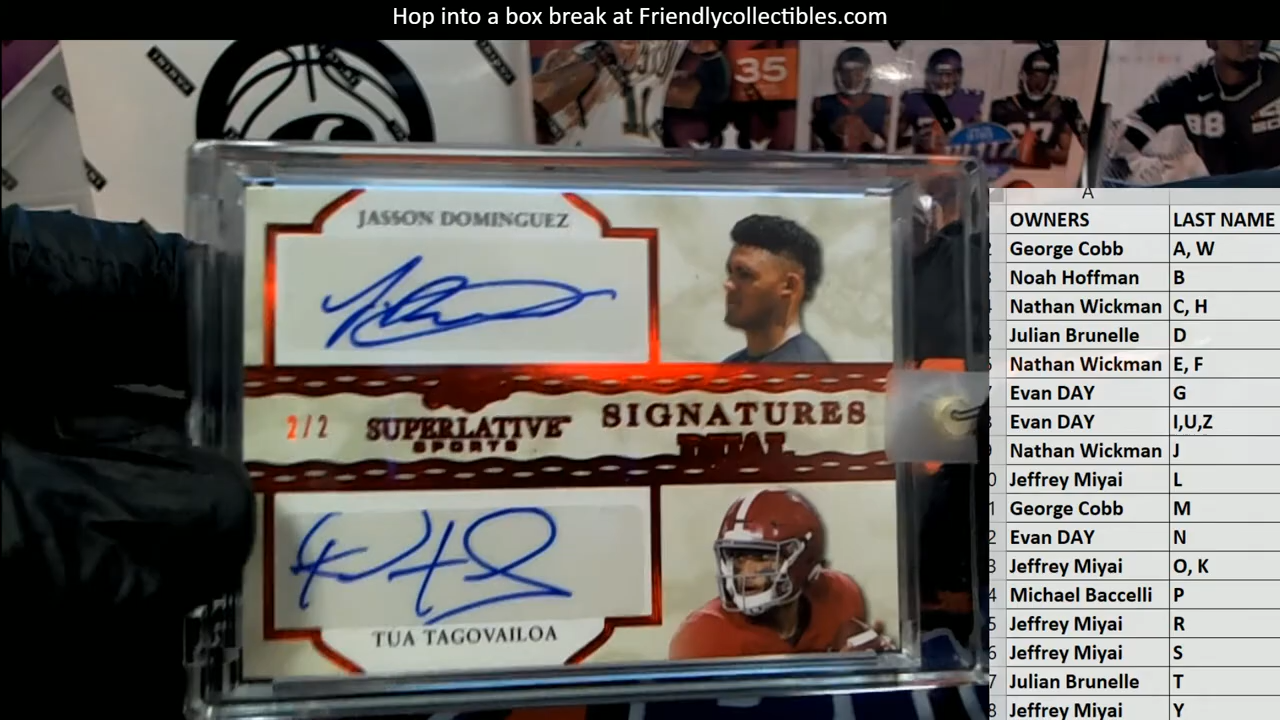 Hop into a box break at Friendlycollectibles.com
35
88
JASSON DOMINGUEZ
2/2
SUPERLATIVE
SPORTS
SIGNATURES
DUAL
TUA TAGOVAILOA
A
OWNERS LAST NAME
George Cobb A, W
Noah Hoffman B
Nathan Wickman C, H
Julian Brunelle D
Nathan Wickman E, F
Evan DAY G
Evan DAY I,U,Z
Nathan Wickman J
Jeffrey Miyai L
George Cobb M
Evan DAY N
Jeffrey Miyai O, K
Michael Baccelli P
Jeffrey Miyai R
Jeffrey Miyai S
Julian Brunelle T
Jeffrey Miyai Y